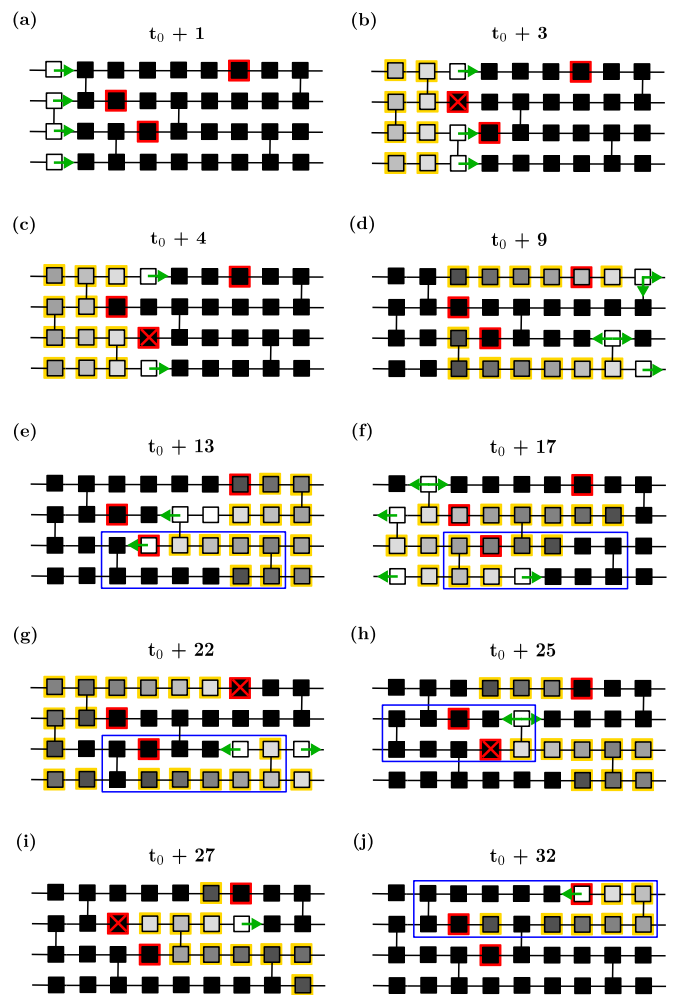 (a) t₀ + 1
(b) t₀ + 3
(c) t₀ + 4
(d) t₀ + 9
(e) t₀ + 13
(f) t₀ + 17
(g) t₀ + 22
(h) t₀ + 25
(i) t₀ + 27
(j) t₀ + 32